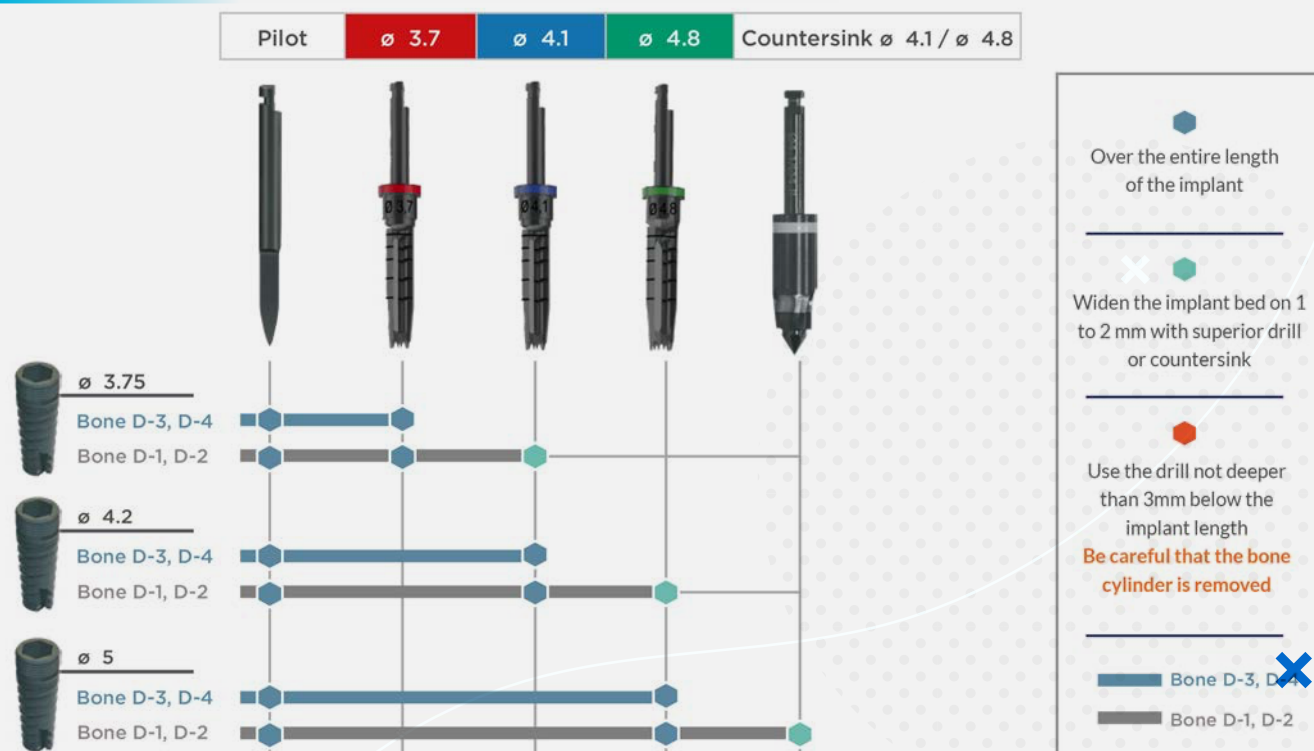 Pilot
ø 3.7
ø 4.1
ø 4.8
Countersink ø 4.1 / ø 4.8
Ø3,7
Ø4,1
Ø4,8
Over the entire length
of the implant
Widen the implant bed on 1
to 2 mm with superior drill
or countersink
Use the drill not deeper
than 3mm below the
implant length
Be careful that the bone
cylinder is removed
Bone D-3, D-4
Bone D-1, D-2
ø 3.75
Bone D-3, D-4
Bone D-1, D-2
ø 4.2
Bone D-3, D-4
Bone D-1, D-2
ø 5
Bone D-3, D-4
Bone D-1, D-2